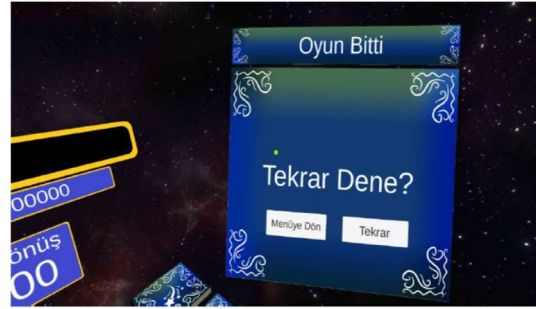 Oyun Bitti
Tekrar Dene?
Menüye Dön
Tekrar
00000
önüş
00